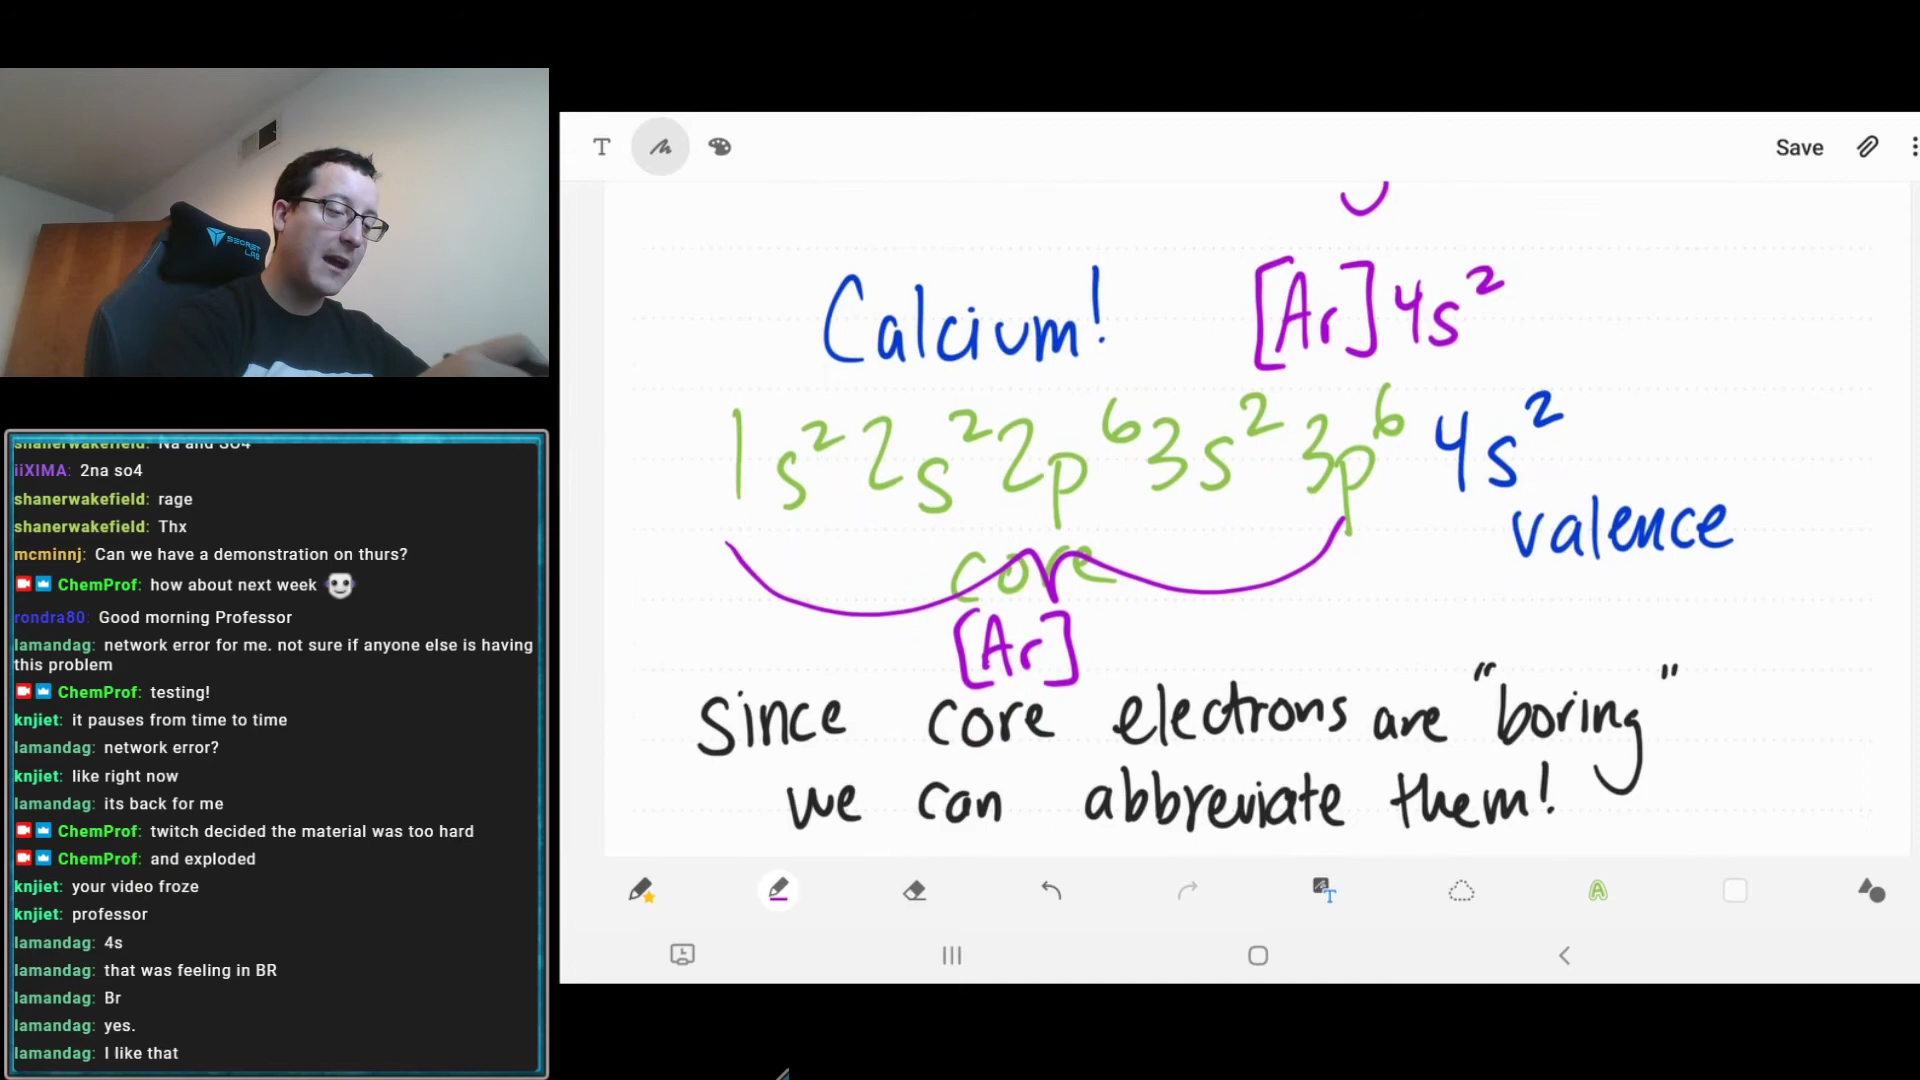 SECRET
LAB
shanerwakefield: Na and SO4
iiXIMA: 2na so4
shanerwakefield: rage
shanerwakefield: Thx
mcminnj: Can we have a demonstration on thurs?
ChemProf: how about next week
rondra80: Good morning Professor
lamandag: network error for me. not sure if anyone else is having
this problem
ChemProf: testing!
knjiet: it pauses from time to time
lamandag: network error?
knjiet: like right now
lamandag: its back for me
ChemProf: twitch decided the material was too hard
ChemProf: and exploded
knjiet: your video froze
knjiet: professor
lamandag: 4s
lamandag: that was feeling in BR
lamandag: Br
lamandag: yes.
lamandag: I like that
T
Save
Calcium! [Ar]4s²
1s²2s²2p⁶3s²3p⁶4s²
valence
core
[Ar]
Since core electrons are "boring"
we can abbreviate them!
T
A